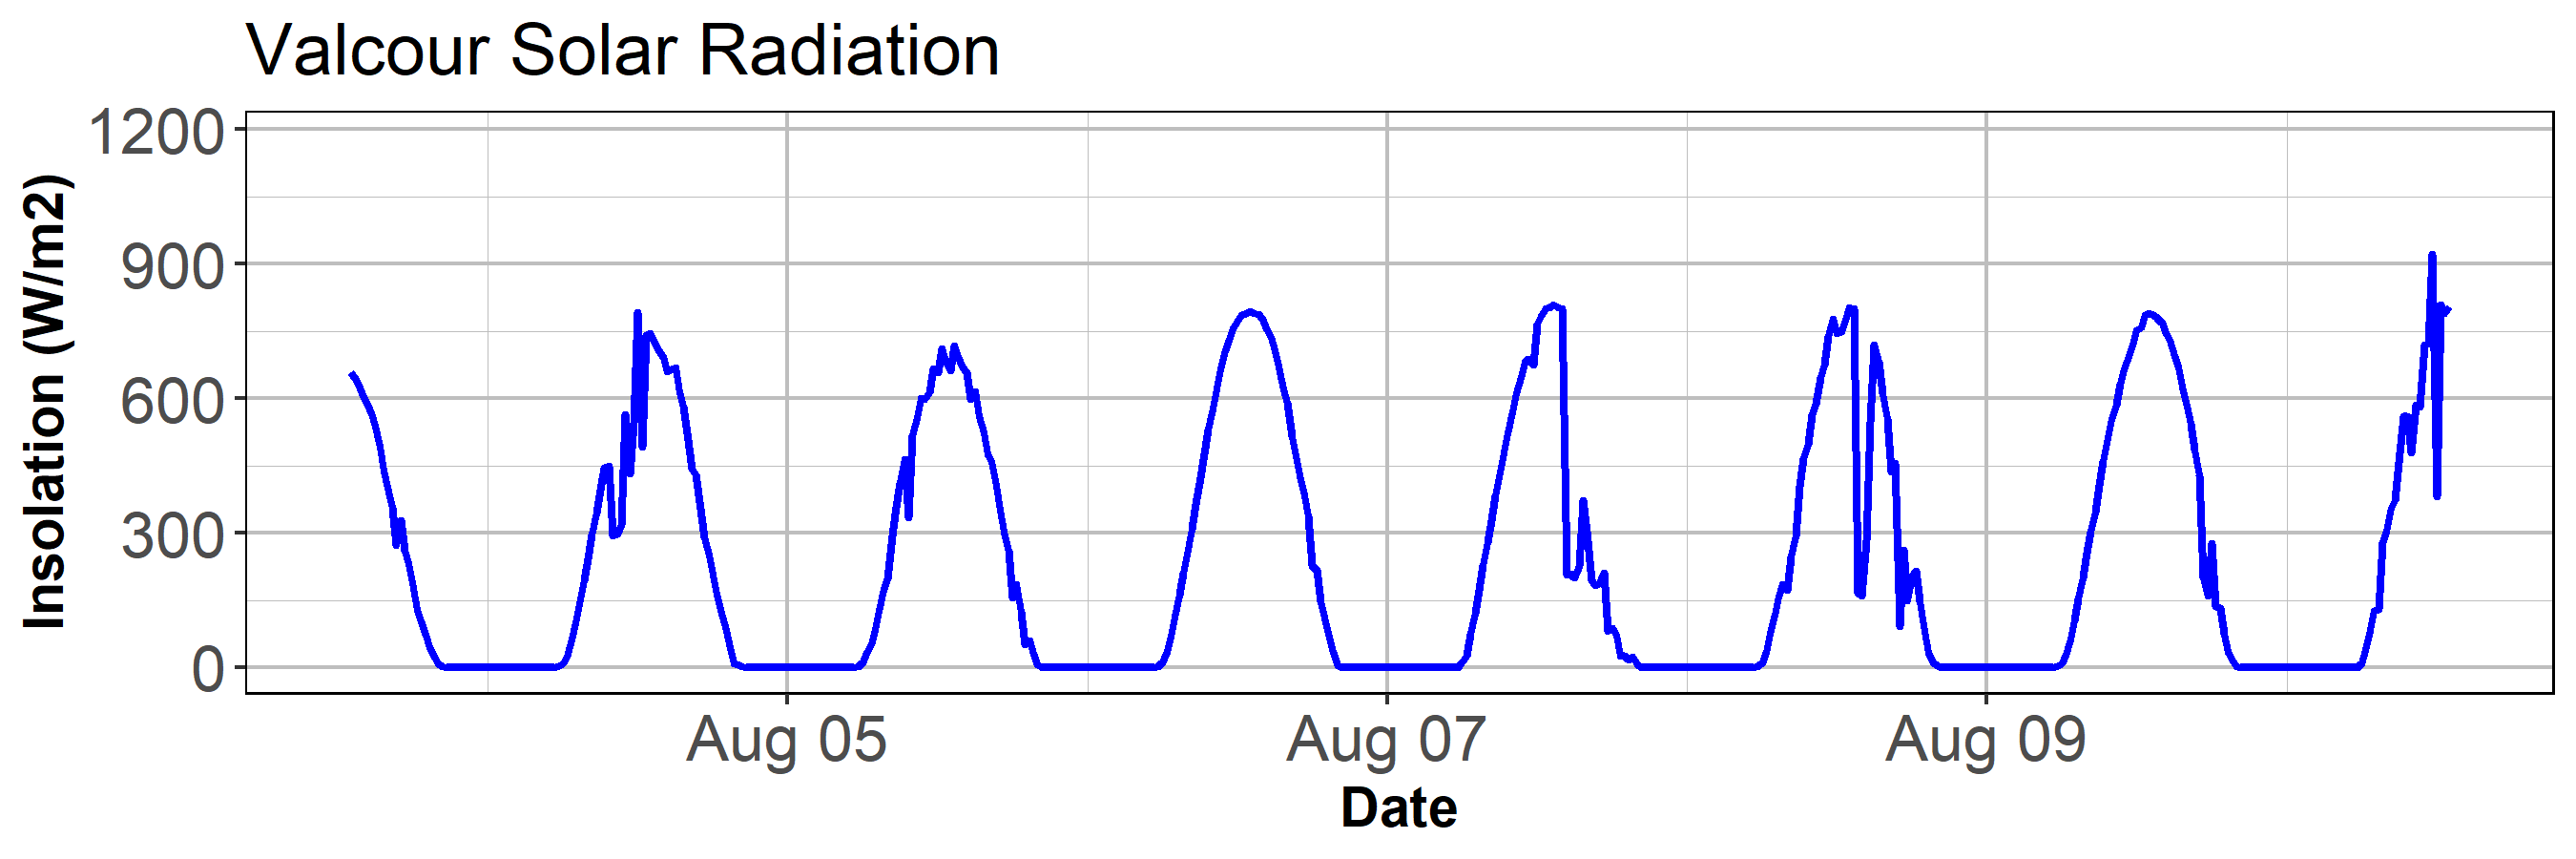 Valcour Solar Radiation
Insolation (W/m2)
1200
900
600
300
0
Aug 05 Aug 07 Aug 09
Date